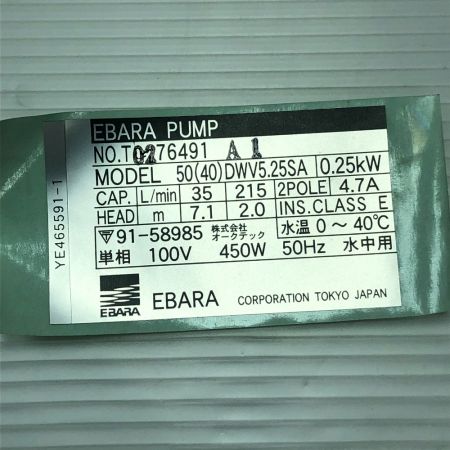 EBARA PUMP
NO.T0276491 A1
MODEL 50(40)DWV5.25SA 0.25kW
CAP. L/min 35 215 2POLE 4.7A
HEAD m 7.1 2.0 INS.CLASS E
▽91-58985 株式会社オークテック 水温 0～40℃
単相 100V 450W 50Hz 水中用
EBARA EBARA CORPORATION TOKYO JAPAN
YE465591-1